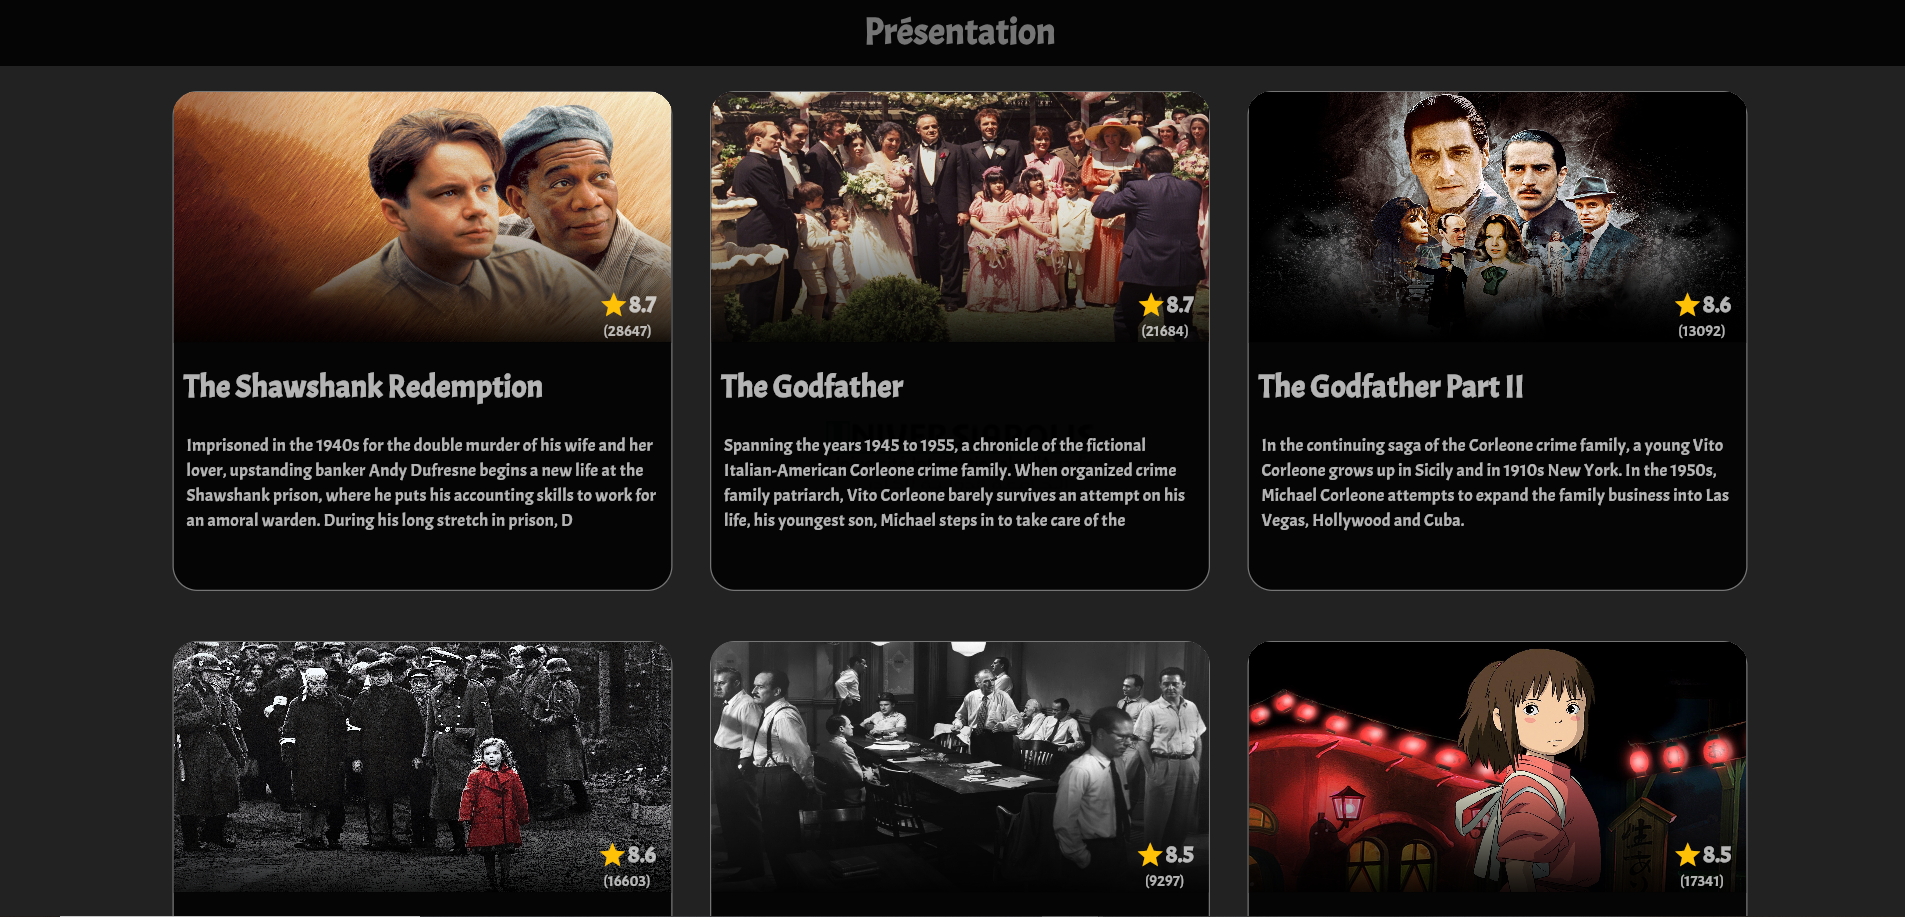 Présentation
8.7
(28647)
8.7
(21684)
8.6
(13092)
The Shawshank Redemption
The Godfather
The Godfather Part II
Imprisoned in the 1940s for the double murder of his wife and her
lover, upstanding banker Andy Dufresne begins a new life at the
Shawshank prison, where he puts his accounting skills to work for
an amoral warden. During his long stretch in prison, D
Spanning the years 1945 to 1955, a chronicle of the fictional
Italian-American Corleone crime family. When organized crime
family patriarch, Vito Corleone barely survives an attempt on his
life, his youngest son, Michael steps in to take care of the
In the continuing saga of the Corleone crime family, a young Vito
Corleone grows up in Sicily and in 1910s New York. In the 1950s,
Michael Corleone attempts to expand the family business into Las
Vegas, Hollywood and Cuba.
8.6
(16603)
8.5
(9297)
8.5
(17341)